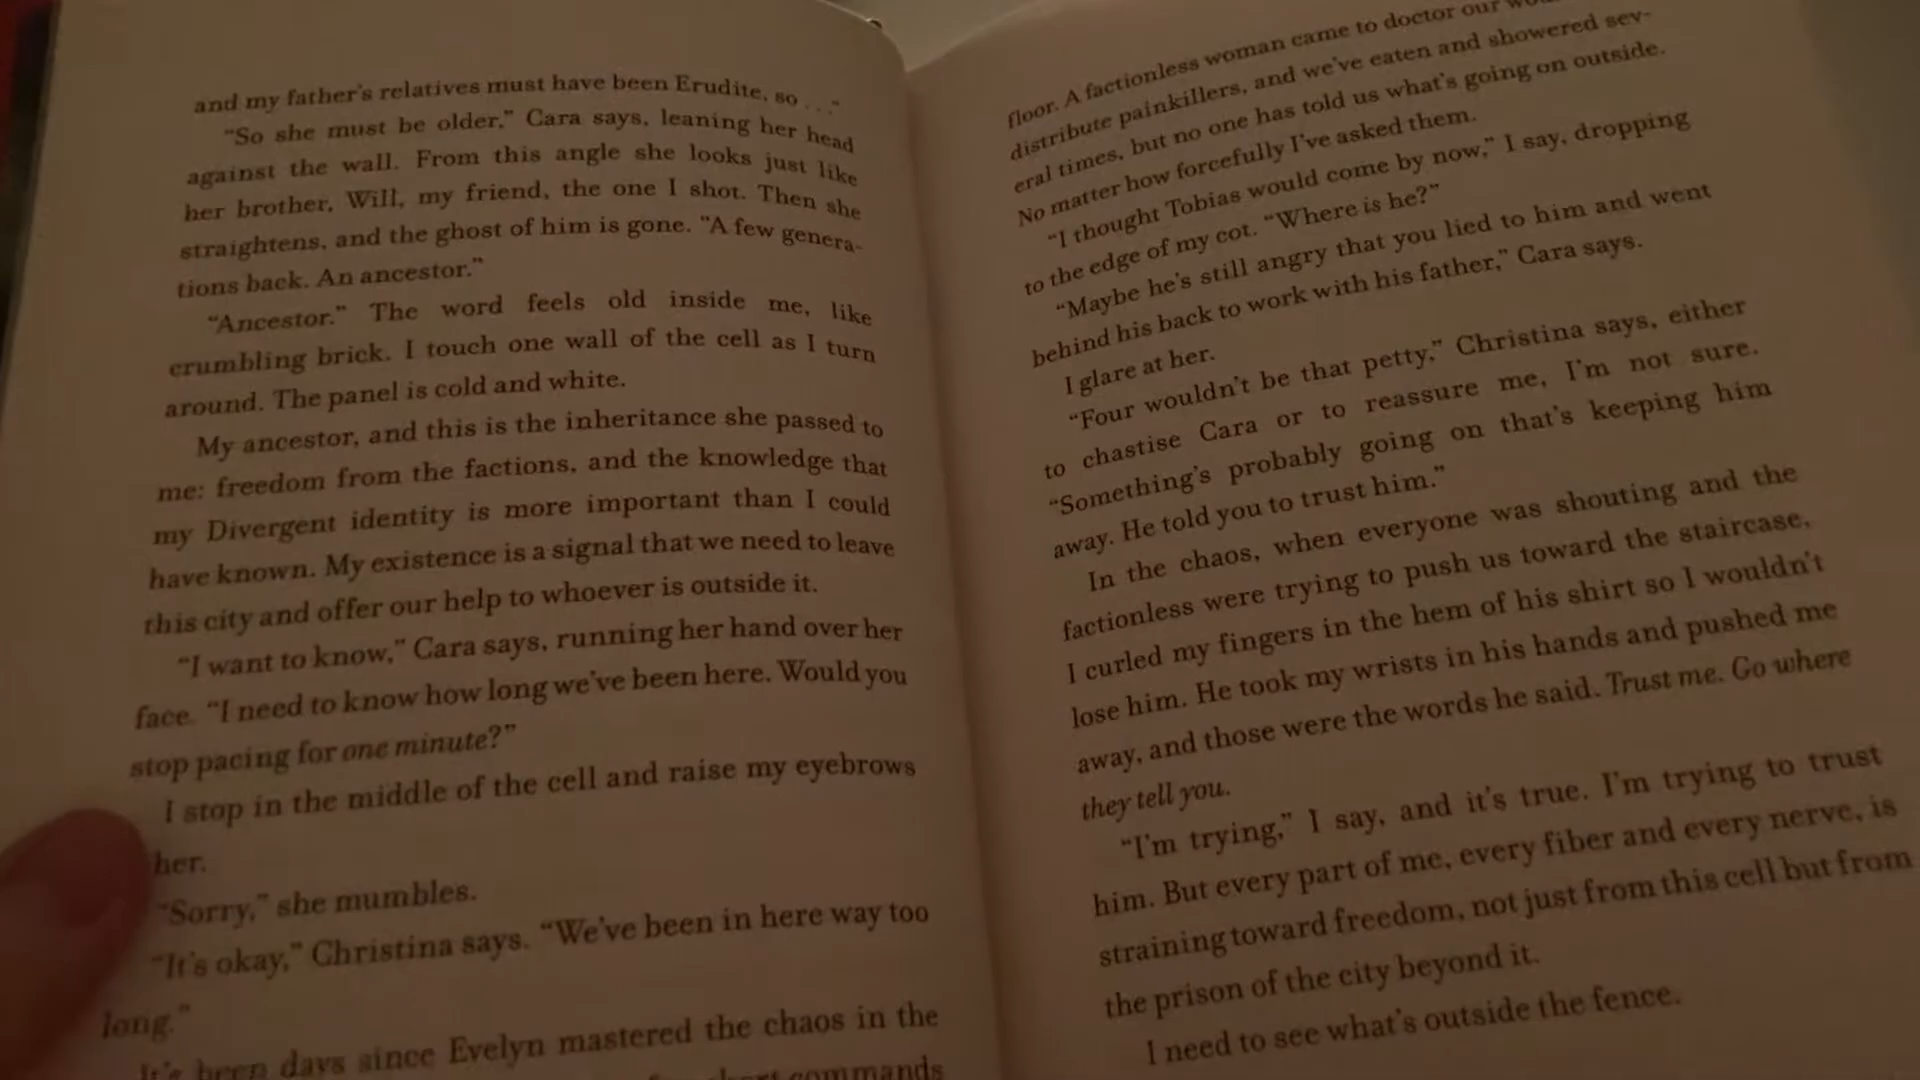 and my father's relatives must have been Erudite, so . . ."
"So she must be older," Cara says, leaning her head
against the wall. From this angle she looks just like
her brother, Will, my friend, the one I shot. Then she
straightens, and the ghost of him is gone. "A few genera-
tions back. An ancestor."
"Ancestor." The word feels old inside me, like
crumbling brick. I touch one wall of the cell as I turn
around. The panel is cold and white.
My ancestor, and this is the inheritance she passed to
me: freedom from the factions, and the knowledge that
my Divergent identity is more important than I could
have known. My existence is a signal that we need to leave
this city and offer our help to whoever is outside it.
"I want to know," Cara says, running her hand over her
face. "I need to know how long we've been here. Would you
stop pacing for one minute?"
I stop in the middle of the cell and raise my eyebrows
her.
"Sorry," she mumbles.
"It's okay," Christina says. "We've been in here way too
long."
It's been days since Evelyn mastered the chaos in the
short commands
floor. A factionless woman came to doctor our
distribute painkillers, and we've eaten and showered sev-
eral times, but no one has told us what's going on outside.
No matter how forcefully I've asked them.
"I thought Tobias would come by now," I say, dropping
to the edge of my cot. "Where is he?"
"Maybe he's still angry that you lied to him and went
behind his back to work with his father," Cara says.
I glare at her.
"Four wouldn't be that petty," Christina says, either
to chastise Cara or to reassure me, I'm not sure.
"Something's probably going on that's keeping him
away. He told you to trust him."
In the chaos, when everyone was shouting and the
factionless were trying to push us toward the staircase,
I curled my fingers in the hem of his shirt so I wouldn't
lose him. He took my wrists in his hands and pushed me
away, and those were the words he said. Trust me. Go where
they tell you.
"I'm trying," I say, and it's true. I'm trying to trust
him. But every part of me, every fiber and every nerve, is
straining toward freedom, not just from this cell but from
the prison of the city beyond it.
I need to see what's outside the fence.